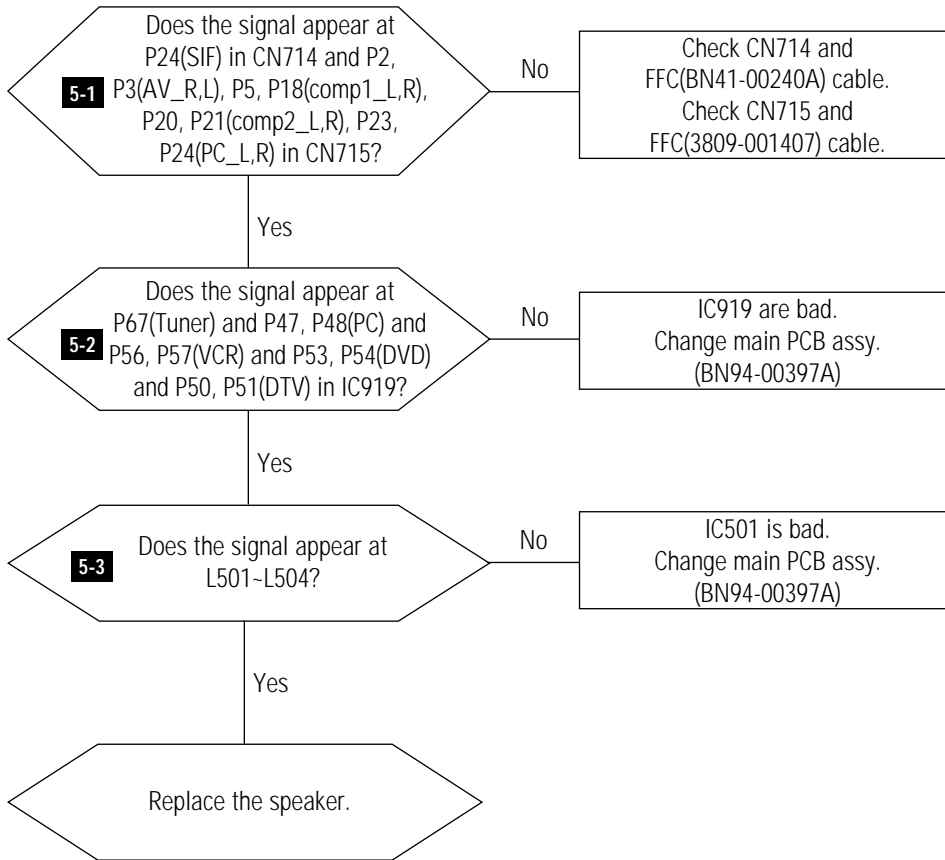 Does the signal appear at
P24(SIF) in CN714 and P2,
P3(AV_R,L), P5, P18(comp1_L,R),
P20, P21(comp2_L,R), P23,
P24(PC_L,R) in CN715?
5-1
No
Check CN714 and
FFC(BN41-00240A) cable.
Check CN715 and
FFC(3809-001407) cable.
Yes
Does the signal appear at
P67(Tuner) and P47, P48(PC) and
P56, P57(VCR) and P53, P54(DVD)
and P50, P51(DTV) in IC919?
5-2
No
IC919 are bad.
Change main PCB assy.
(BN94-00397A)
Yes
Does the signal appear at
L501~L504?
5-3
No
IC501 is bad.
Change main PCB assy.
(BN94-00397A)
Yes
Replace the speaker.